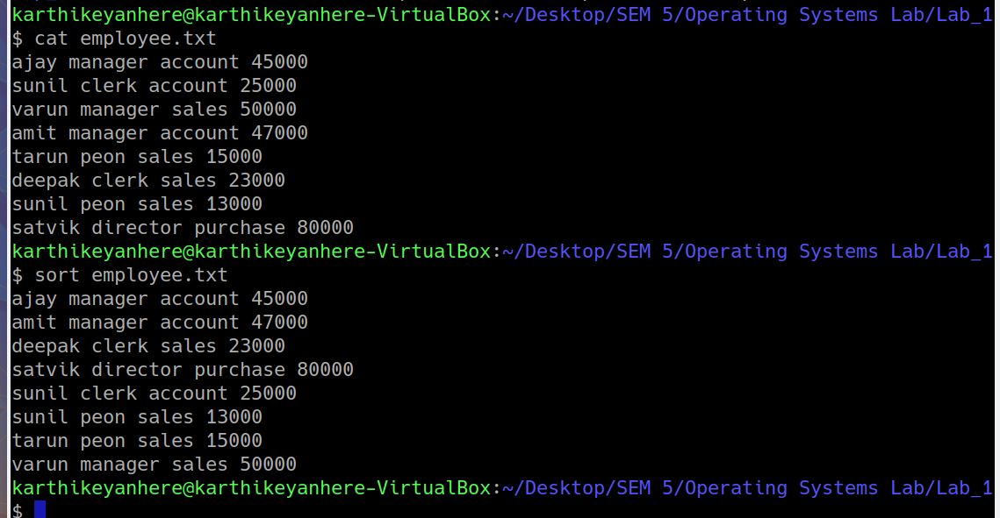 karthikeyanhere@karthikeyanhere-VirtualBox:~/Desktop/SEM 5/Operating Systems Lab/Lab_1
$ cat employee.txt
ajay manager account 45000
sunil clerk account 25000
varun manager sales 50000
amit manager account 47000
tarun peon sales 15000
deepak clerk sales 23000
sunil peon sales 13000
satvik director purchase 80000
karthikeyanhere@karthikeyanhere-VirtualBox:~/Desktop/SEM 5/Operating Systems Lab/Lab_1
$ sort employee.txt
ajay manager account 45000
amit manager account 47000
deepak clerk sales 23000
satvik director purchase 80000
sunil clerk account 25000
sunil peon sales 13000
tarun peon sales 15000
varun manager sales 50000
karthikeyanhere@karthikeyanhere-VirtualBox:~/Desktop/SEM 5/Operating Systems Lab/Lab_1
$